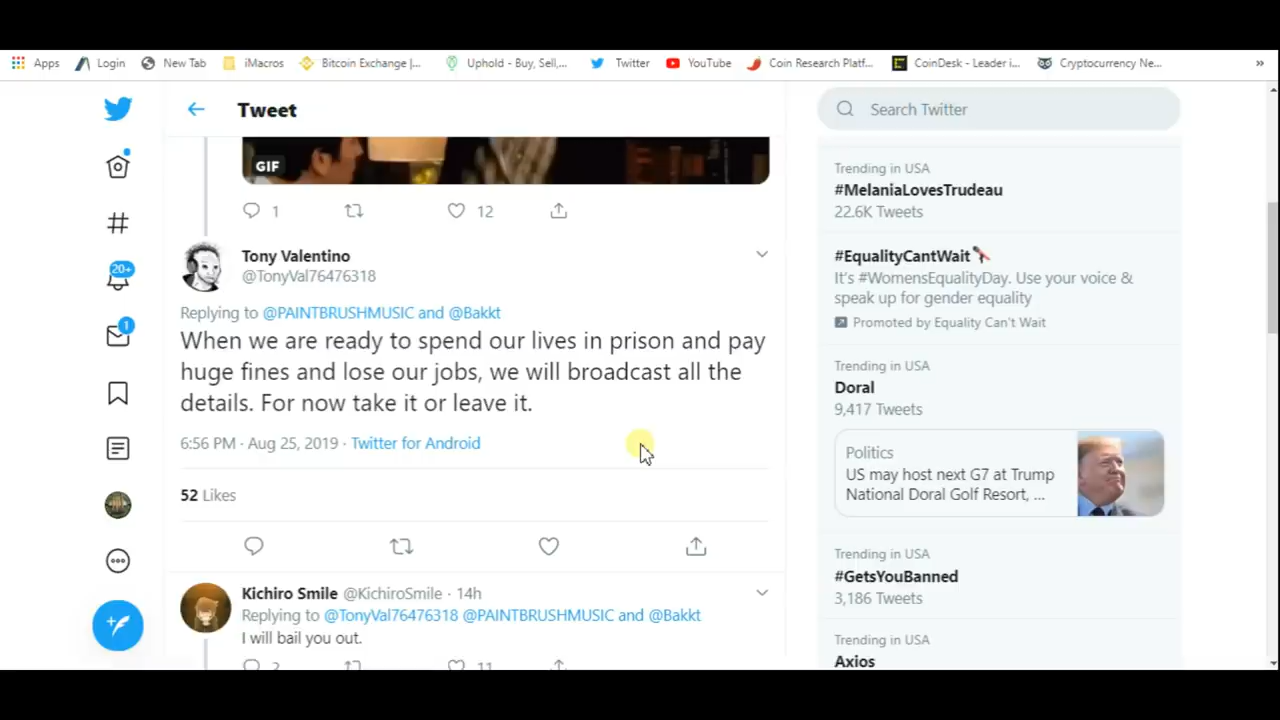 Apps
Login
New Tab
iMacros
Bitcoin Exchange |...
Uphold - Buy, Sell,...
Twitter
YouTube
Coin Research Platf...
CoinDesk - Leader i...
Cryptocurrency Ne...
»
Tweet
Search Twitter
GIF
1
12
Tony Valentino
@TonyVal76476318
Replying to @PAINTBRUSHMUSIC and @Bakkt
When we are ready to spend our lives in prison and pay
huge fines and lose our jobs, we will broadcast all the
details. For now take it or leave it.
6:56 PM · Aug 25, 2019 · Twitter for Android
52 Likes
Kichiro Smile @KichiroSmile · 14h
Replying to @TonyVal76476318 @PAINTBRUSHMUSIC and @Bakkt
I will bail you out.
2
11
20+
1
Trending in USA
#MelaniaLovesTrudeau
22.6K Tweets
#EqualityCantWait
It's #WomensEqualityDay. Use your voice &
speak up for gender equality
Promoted by Equality Can't Wait
Trending in USA
Doral
9,417 Tweets
Politics
US may host next G7 at Trump
National Doral Golf Resort, ...
Trending in USA
#GetsYouBanned
3,186 Tweets
Trending in USA
Axios